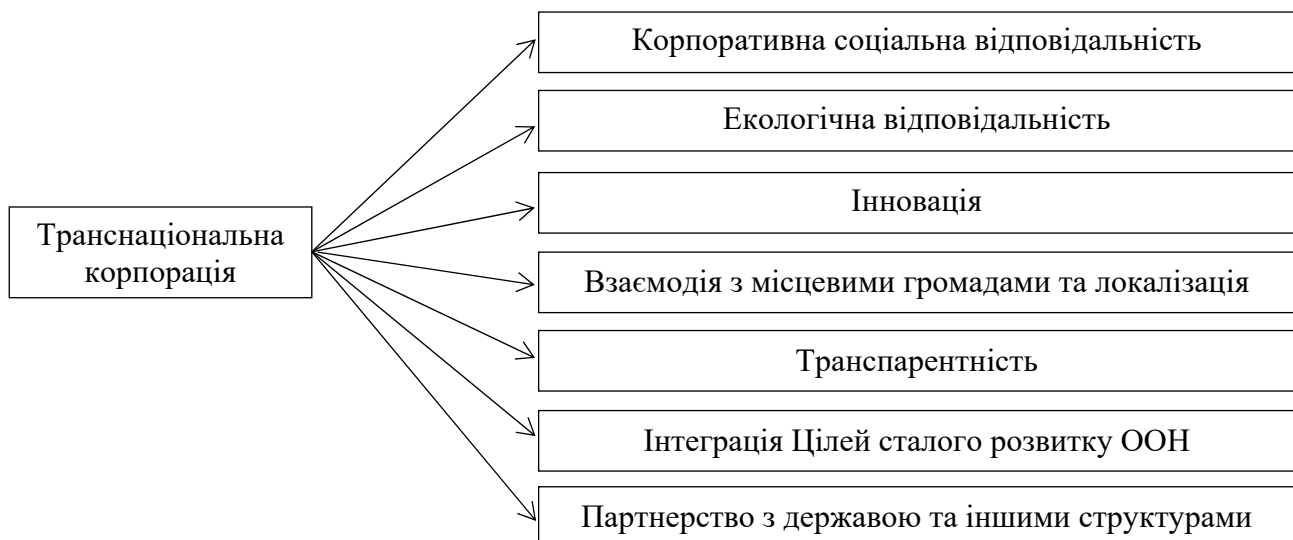 Корпоративна соціальна відповідальність
Екологічна відповідальність
Інновація
Транснаціональна
корпорація
Взаємодія з місцевими громадами та локалізація
Транспарентність
Інтеграція Цілей сталого розвитку ООН
Партнерство з державою та іншими структурами